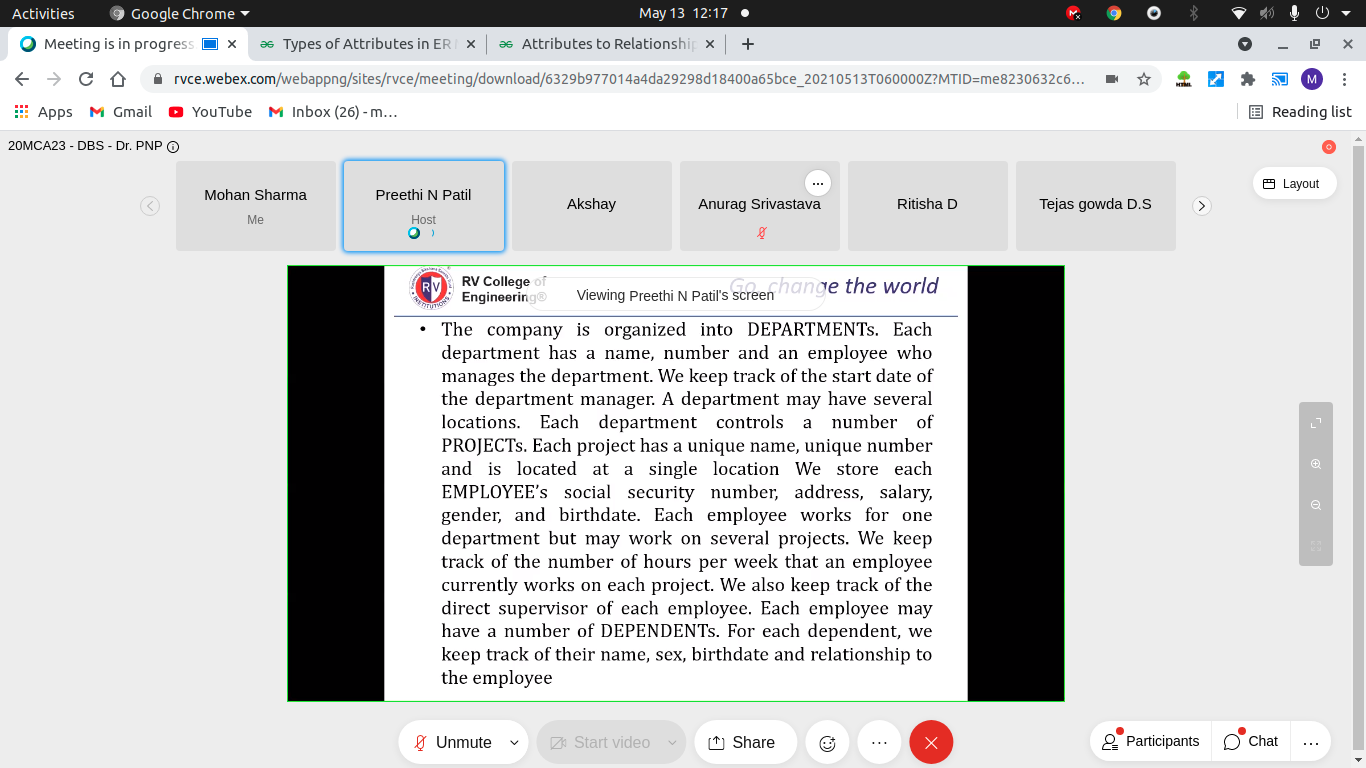 Activities
Google Chrome
May 13 12:17
Meeting is in progress
Types of Attributes in ER
Attributes to Relationship
rvce.webex.com/webappng/sites/rvce/meeting/download/6329b977014a4da29298d18400a65bce_20210513T060000Z?MTID=me8230632c6...
M
Apps
Gmail
YouTube
Inbox (26) - m…
Reading list
20MCA23 - DBS - Dr. PNP
Layout
Mohan Sharma
Me
Preethi N Patil
Host
Akshay
Anurag Srivastava
Ritisha D
Tejas gowda D.S
RV
INSTITUTIONS
RV College of
Engineering®
Go, change the world
Viewing Preethi N Patil's screen
• The company is organized into DEPARTMENTs. Each
department has a name, number and an employee who
manages the department. We keep track of the start date of
the department manager. A department may have several
locations. Each department controls a number of
PROJECTs. Each project has a unique name, unique number
and is located at a single location We store each
EMPLOYEE’s social security number, address, salary,
gender, and birthdate. Each employee works for one
department but may work on several projects. We keep
track of the number of hours per week that an employee
currently works on each project. We also keep track of the
direct supervisor of each employee. Each employee may
have a number of DEPENDENTs. For each dependent, we
keep track of their name, sex, birthdate and relationship to
the employee
Unmute
Start video
Share
Participants
Chat